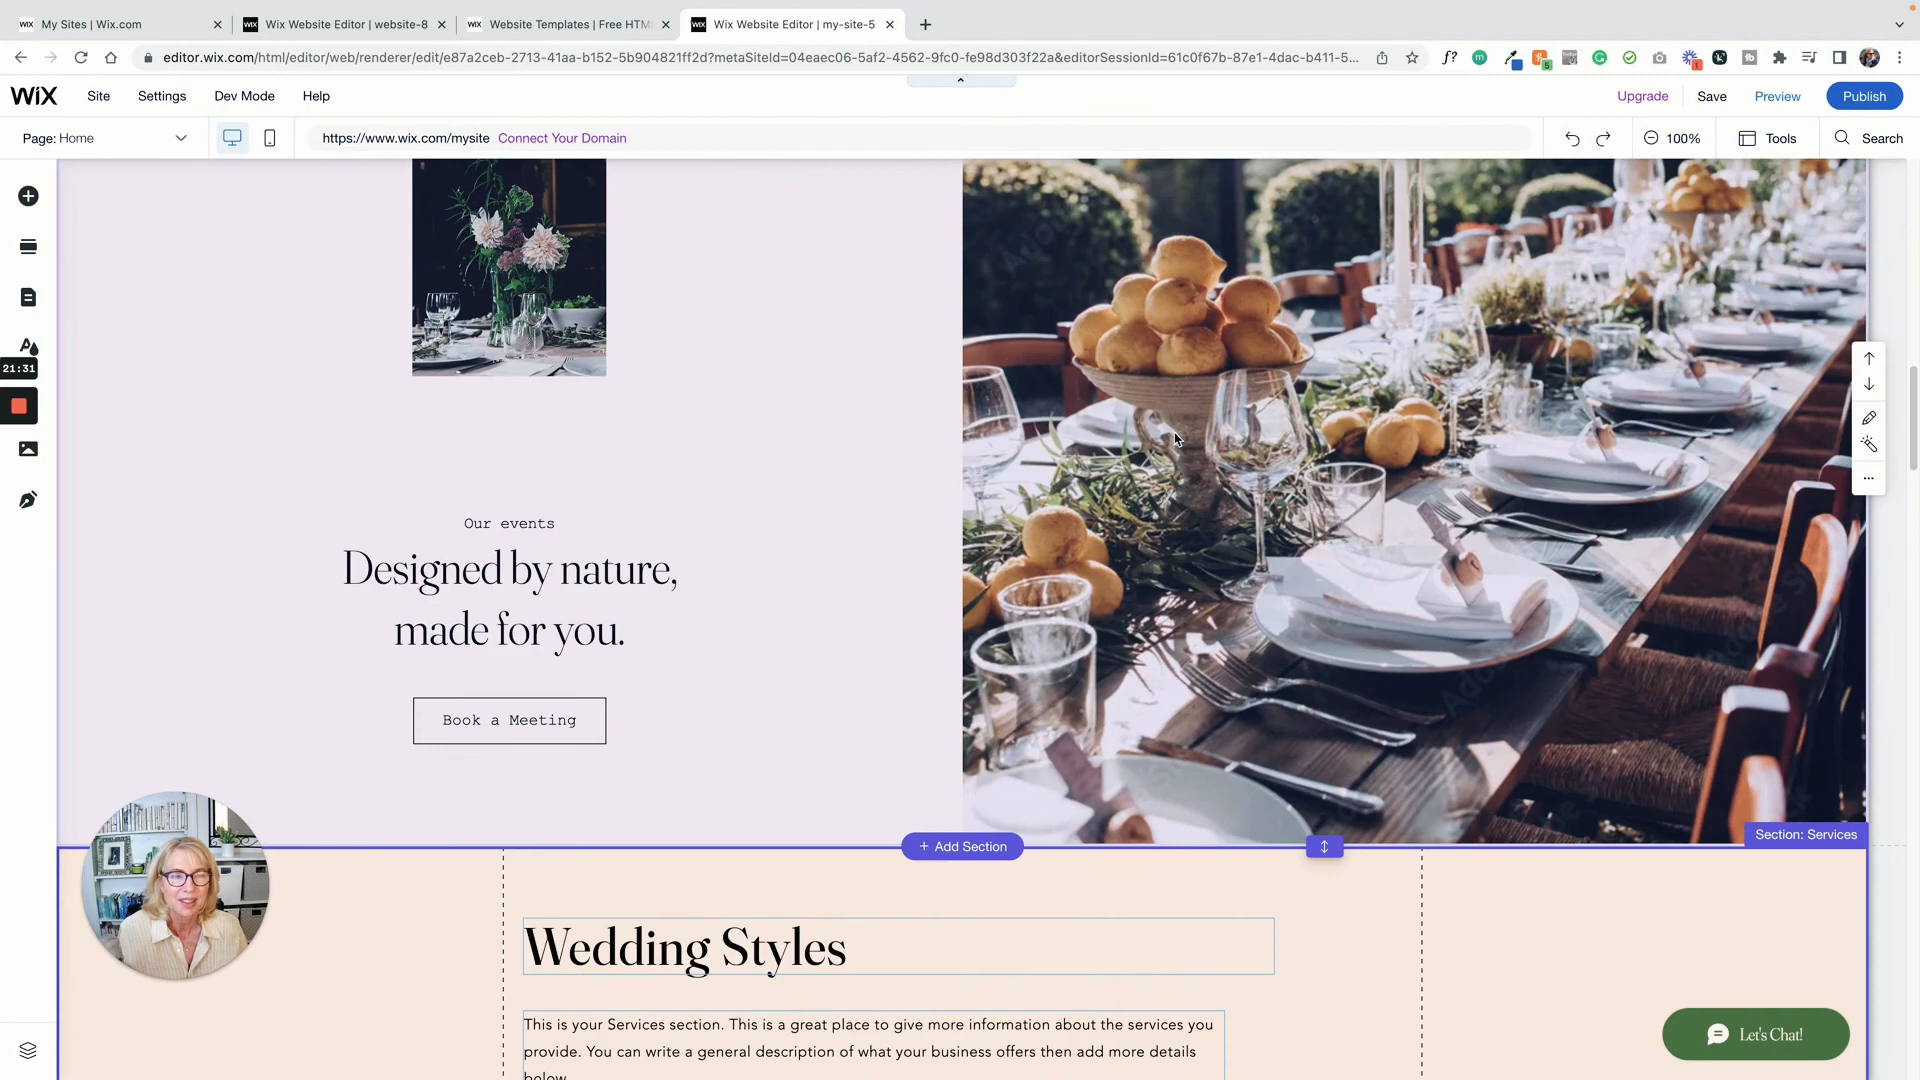 My Sites | Wix.com
Wix Website Editor | website-8
Website Templates | Free HTM
Wix Website Editor | my-site-5
editor.wix.com/html/editor/web/renderer/edit/e87a2ceb-2713-41aa-b152-5b904821ff2d?metaSiteId=04eaec06-5af2-4562-9fc0-fe98d303f22a&editorSessionId=61c0f67b-87e1-4dac-b411-5...
WIX
Site
Settings
Dev Mode
Help
Upgrade
Save
Preview
Publish
Page: Home
https://www.wix.com/mysite
Connect Your Domain
100%
Tools
Search
21:31
Our events
Designed by nature,
made for you.
Book a Meeting
+ Add Section
Section: Services
Wedding Styles
This is your Services section. This is a great place to give more information about the services you
provide. You can write a general description of what your business offers then add more details
below.
Let's Chat!